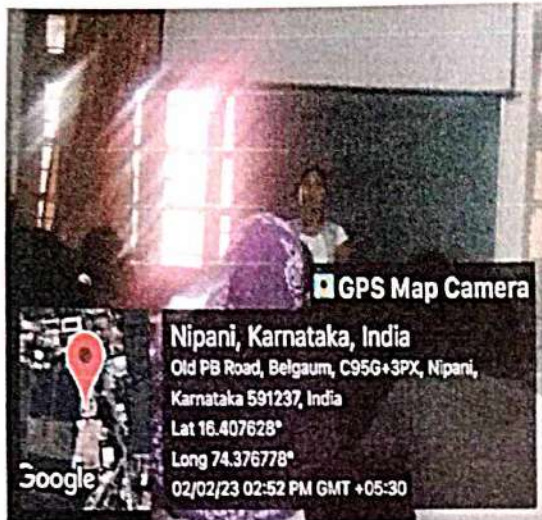 GPS Map Camera
Nipani, Karnataka, India
Old PB Road, Belgaum, C95G+3PX, Nipani,
Karnataka 591237, India
Lat 16.407628°
Long 74.376778°
02/02/23 02:52 PM GMT +05:30
Google